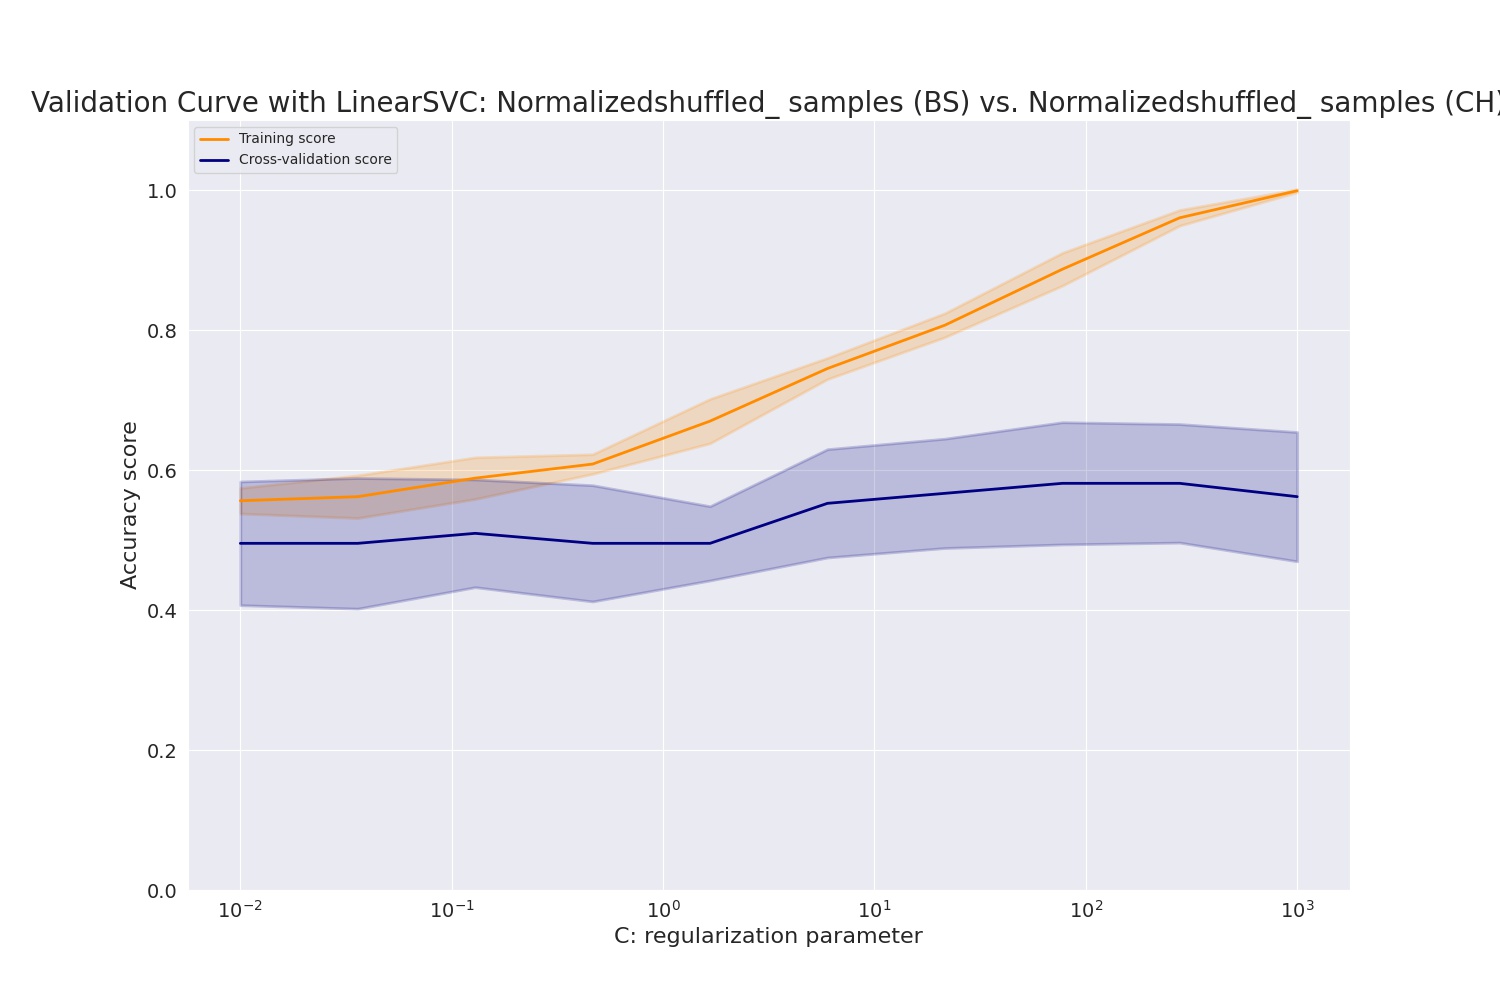 Validation Curve with LinearSVC: Normalizedshuffled_ samples (BS) vs. Normalizedshuffled_ samples (CH)
Training score
Cross-validation score
1.0
0.8
0.6
0.4
0.2
0.0
Accuracy score
10⁻² 10⁻¹ 10⁰ 10¹ 10² 10³
C: regularization parameter